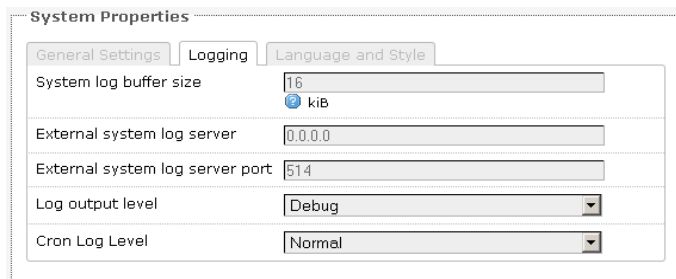 System Properties
General Settings Logging Language and Style
System log buffer size 16
kiB
External system log server 0.0.0.0
External system log server port 514
Log output level Debug
Cron Log Level Normal